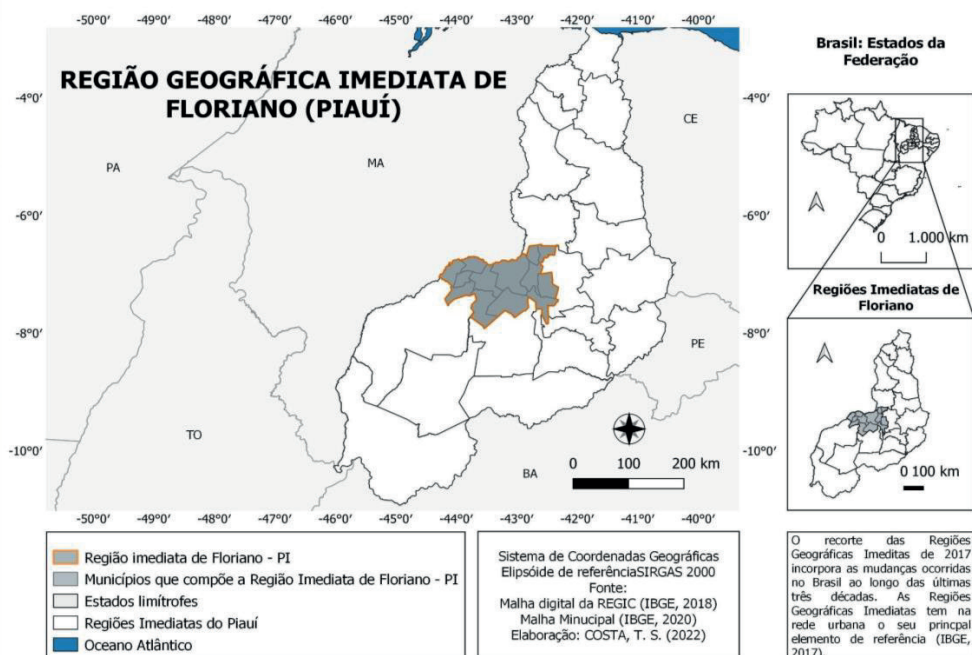 -50°0' -49°0' -48°0' -47°0' -46°0' -45°0' -44°0' -43°0' -42°0' -41°0' -40°0'
REGIÃO GEOGRÁFICA IMEDIATA DE
FLORIANO (PIAUÍ)
-4°0' -4°0'
CE
PA
MA
-6°0' -6°0'
-8°0' -8°0'
PE
TO
-10°0' -10°0'
BA
0 100 200 km
-50°0' -49°0' -48°0' -47°0' -46°0' -45°0' -44°0' -43°0' -42°0' -41°0' -40°0'
Brasil: Estados da
Federação
0 1.000 km
Regiões Imediatas de
Floriano
0 100 km
Região imediata de Floriano - PI
Municípios que compõe a Região Imediata de Floriano - PI
Estados limítrofes
Regiões Imediatas do Piauí
Oceano Atlântico
Sistema de Coordenadas Geográficas
Elipsóide de referênciaSIRGAS 2000
Fonte:
Malha digital da REGIC (IBGE, 2018)
Malha Minucipal (IBGE, 2020)
Elaboração: COSTA, T. S. (2022)
O recorte das Regiões
Geográficas Imeditas de 2017
incorpora as mudanças ocorridas
no Brasil ao longo das últimas
três décadas. As Regiões
Geográficas Imediatas tem na
rede urbana o seu princpal
elemento de referência (IBGE,
2017).